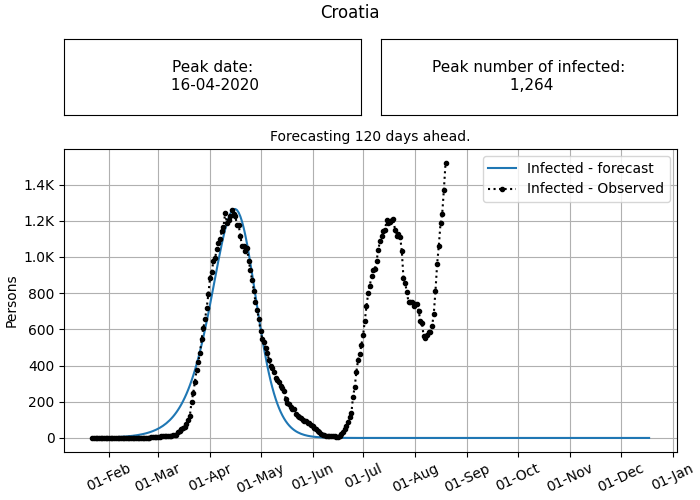 Croatia
Peak date:
16-04-2020
Peak number of infected:
1,264
Forecasting 120 days ahead.
Infected - forecast
Infected - Observed
1.4K
1.2K
1.0K
800
600
400
200
0
Persons
01-Feb
01-Mar
01-Apr
01-May
01-Jun
01-Jul
01-Aug
01-Sep
01-Oct
01-Nov
01-Dec
01-Jan